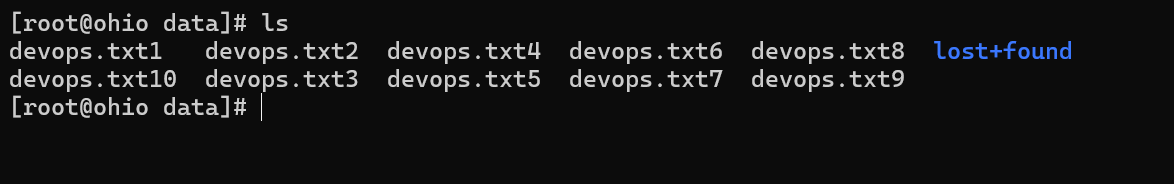 [root@ohio data]# ls
devops.txt1   devops.txt2  devops.txt4  devops.txt6  devops.txt8  lost+found
devops.txt10  devops.txt3  devops.txt5  devops.txt7  devops.txt9
[root@ohio data]#